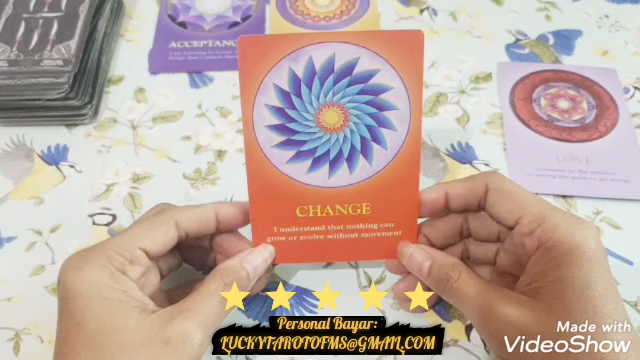 ACCEPTANC
CHANGE
I understand that nothing can
grow or evolve without movement
LOVE
Personal Bayar:
LUCKYTAROTOFMS@GMAIL.COM
Made with
VideoShow